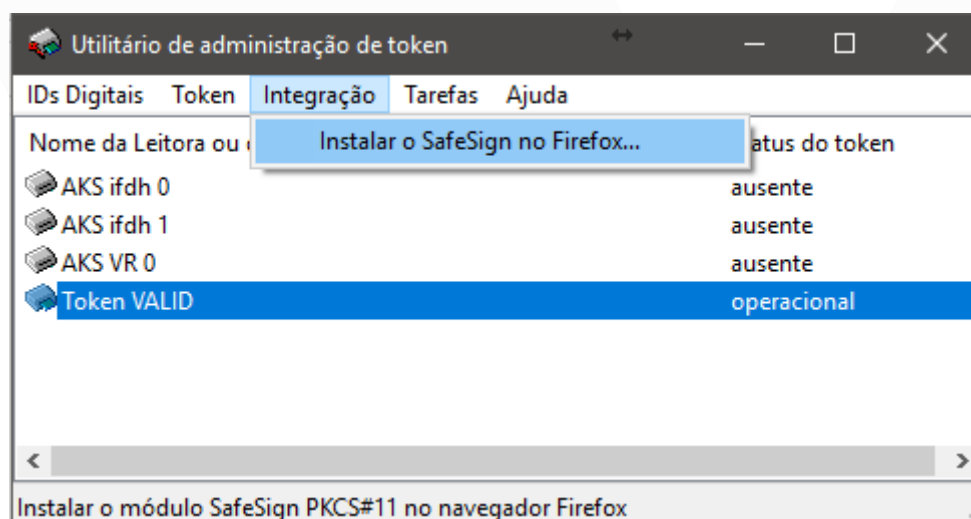 Utilitário de administração de token
IDs Digitais Token Integração Tarefas Ajuda
Nome da Leitora ou do token
Instalar o SafeSign no Firefox...
AKS ifdh 0 ausente
AKS ifdh 1 ausente
AKS VR 0 ausente
Token VALID operacional
Instalar o módulo SafeSign PKCS#11 no navegador Firefox